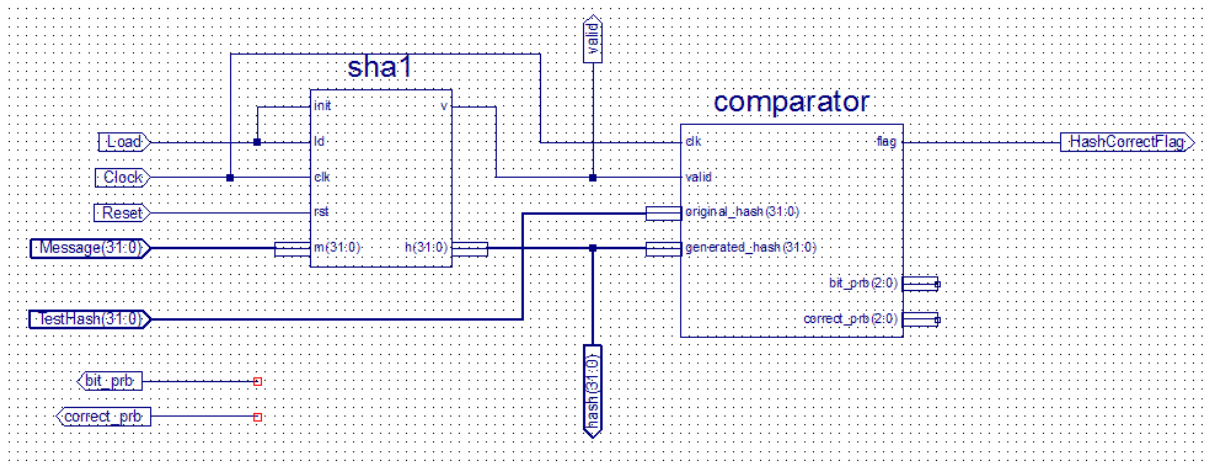 valid
sha1
comparator
init
v
Load
ld
clk
flag
HashCorrectFlag
Clock
clk
valid
Reset
rst
original_hash(31:0)
Message(31:0)
m(31:0)
h(31:0)
generated_hash(31:0)
bit_prb(2:0)
TestHash(31:0)
correct_prb(2:0)
hash(31:0)
bit_prb
correct_prb